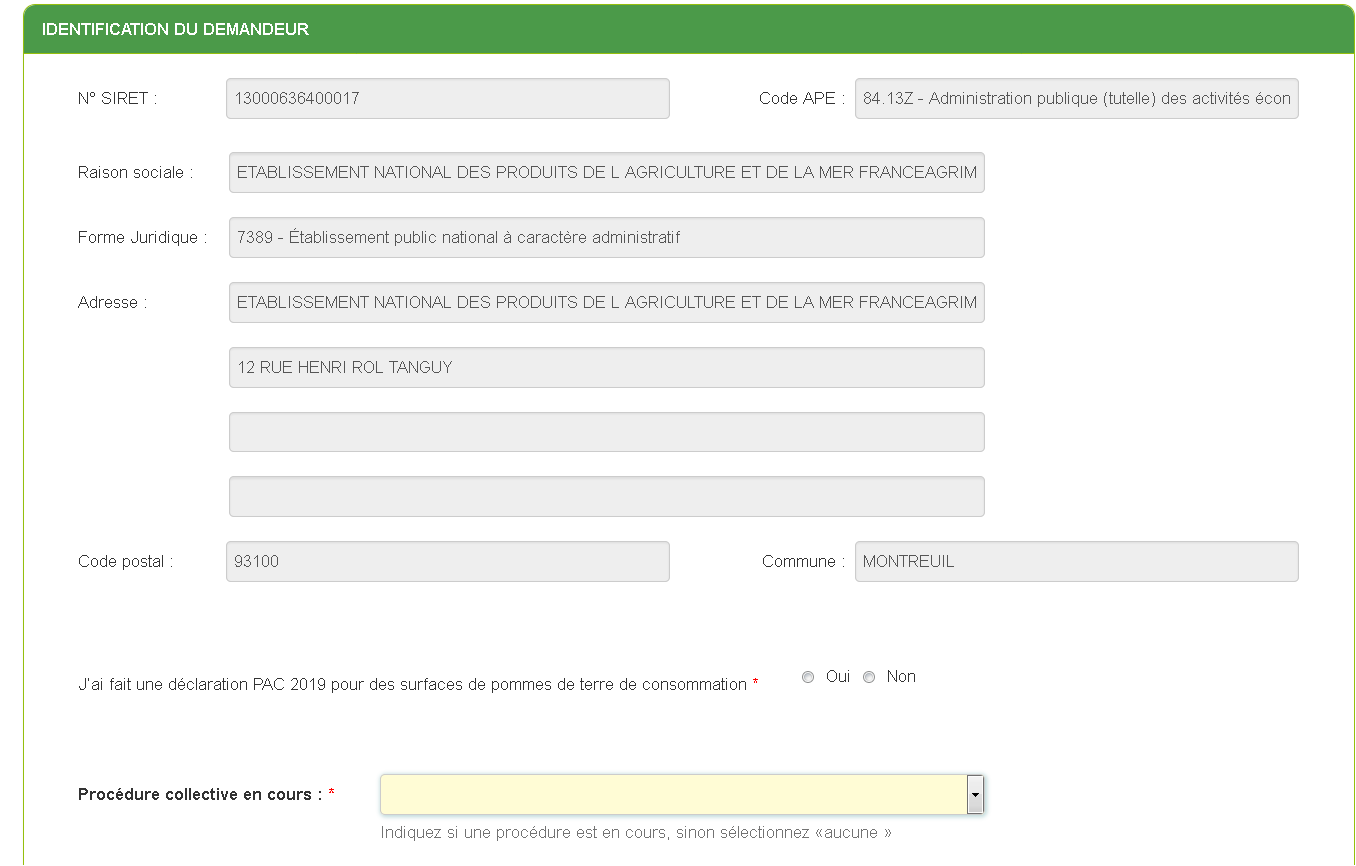 IDENTIFICATION DU DEMANDEUR
N° SIRET : 13000636400017 Code APE : 84.13Z - Administration publique (tutelle) des activités écon
Raison sociale : ETABLISSEMENT NATIONAL DES PRODUITS DE L AGRICULTURE ET DE LA MER FRANCEAGRIM
Forme Juridique : 7389 - Établissement public national à caractère administratif
Adresse : ETABLISSEMENT NATIONAL DES PRODUITS DE L AGRICULTURE ET DE LA MER FRANCEAGRIM
12 RUE HENRI ROL TANGUY
Code postal : 93100 Commune : MONTREUIL
J'ai fait une déclaration PAC 2019 pour des surfaces de pommes de terre de consommation * Oui Non
Procédure collective en cours : *
Indiquez si une procédure est en cours, sinon sélectionnez «aucune »